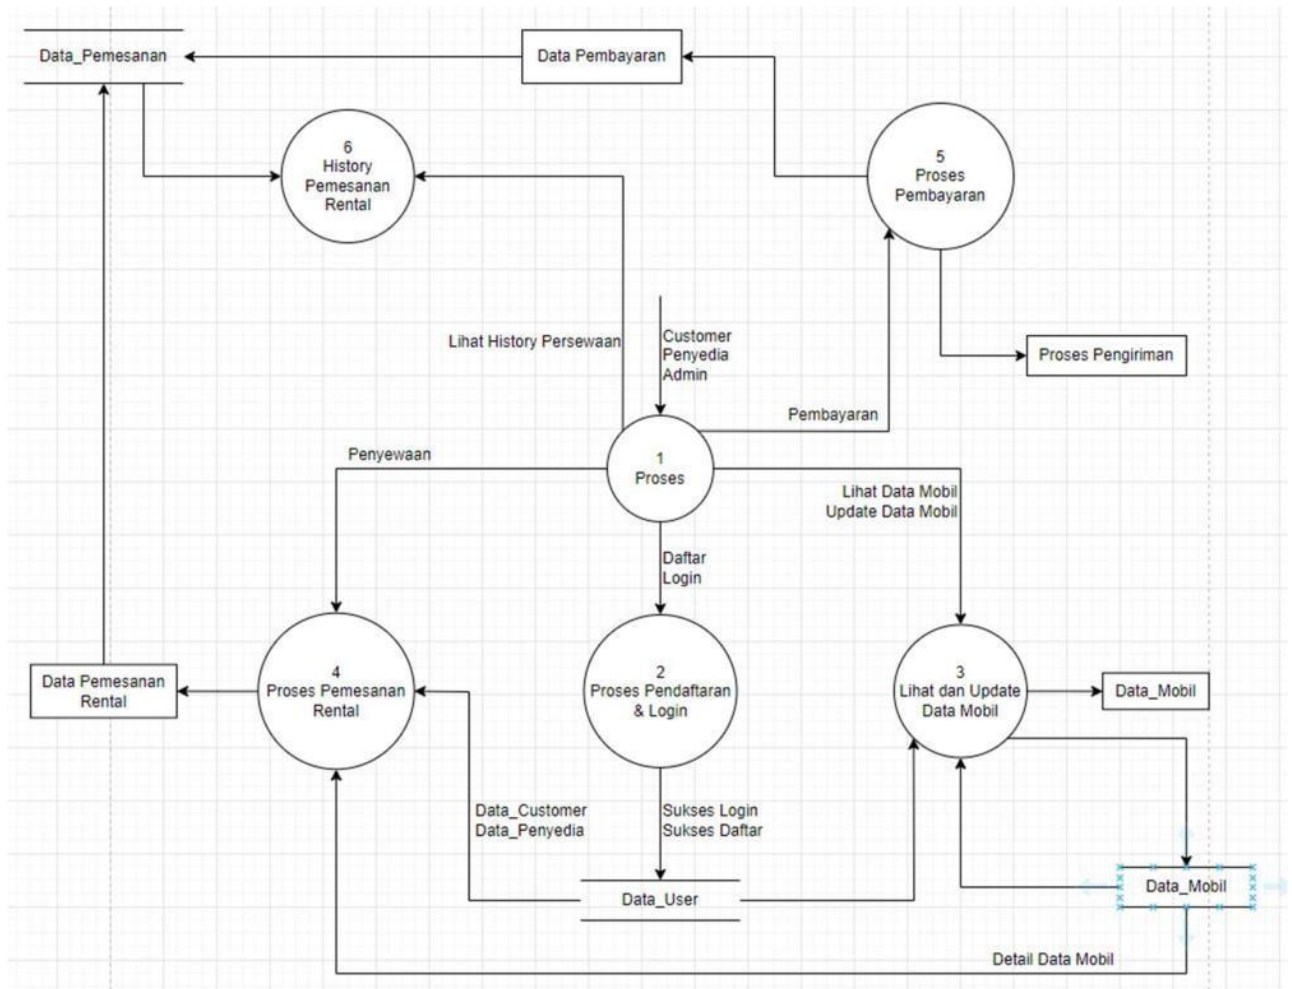 Data_Pemesanan
Data Pembayaran
6
History
Pemesanan
Rental
5
Proses
Pembayaran
Lihat History Persewaan
Customer
Penyedia
Admin
Proses Pengiriman
Pembayaran
Penyewaan
1
Proses
Lihat Data Mobil
Update Data Mobil
Daftar
Login
Data Pemesanan
Rental
4
Proses Pemesanan
Rental
2
Proses Pendaftaran
& Login
3
Lihat dan Update
Data Mobil
Data_Mobil
Data_Customer
Data_Penyedia
Sukses Login
Sukses Daftar
Data_User
Data_Mobil
Detail Data Mobil